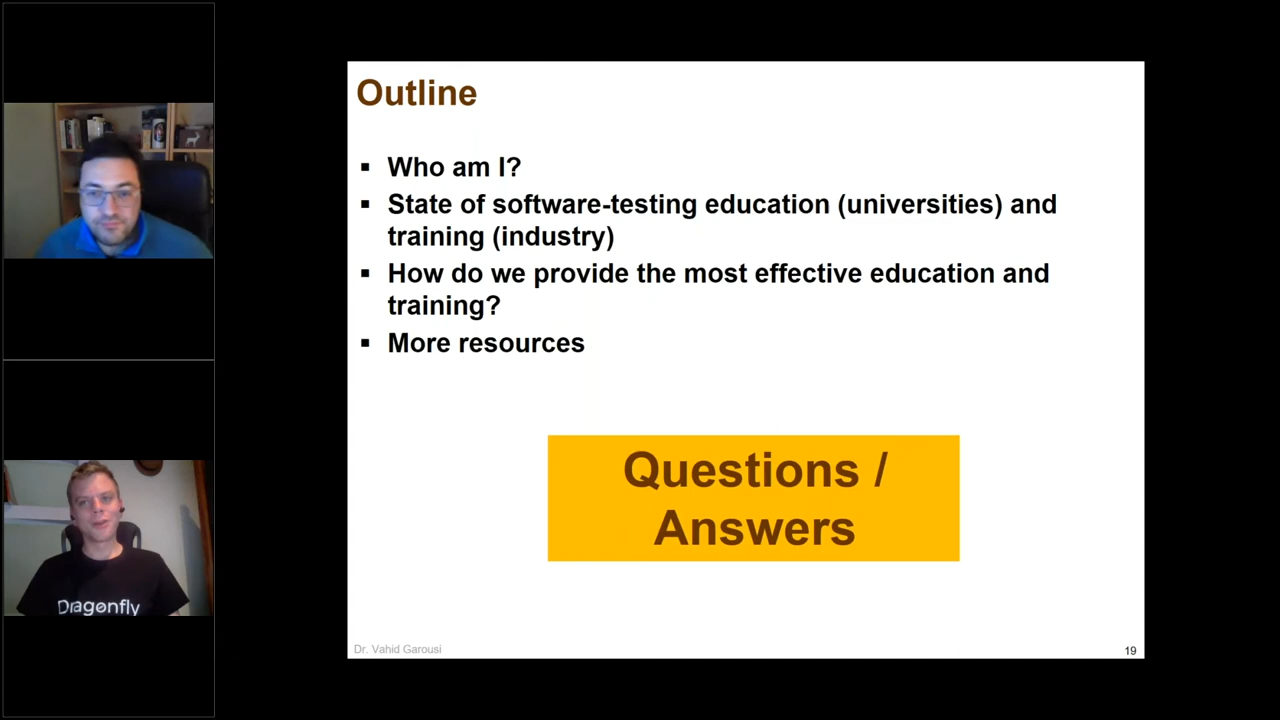 Outline
▪ Who am I?
▪ State of software-testing education (universities) and
training (industry)
▪ How do we provide the most effective education and
training?
▪ More resources
Questions /
Answers
Dr. Vahid Garousi
19
Dragonfly